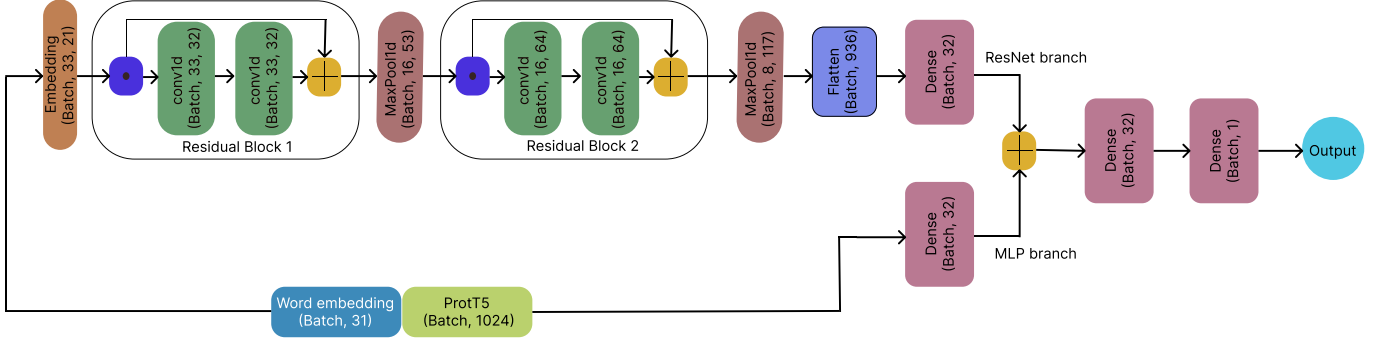 Embedding
(Batch, 33, 21)
conv1d
(Batch, 33, 32)
conv1d
(Batch, 33, 32)
Residual Block 1
MaxPool1d
(Batch, 16, 53)
conv1d
(Batch, 16, 64)
conv1d
(Batch, 16, 64)
Residual Block 2
MaxPool1d
(Batch, 8, 117)
Flatten
(Batch, 936)
Dense
(Batch, 32)
ResNet branch
Dense
(Batch, 32)
MLP branch
Dense
(Batch, 32)
Dense
(Batch, 1)
Output
Word embedding
(Batch, 31)
ProtT5
(Batch, 1024)